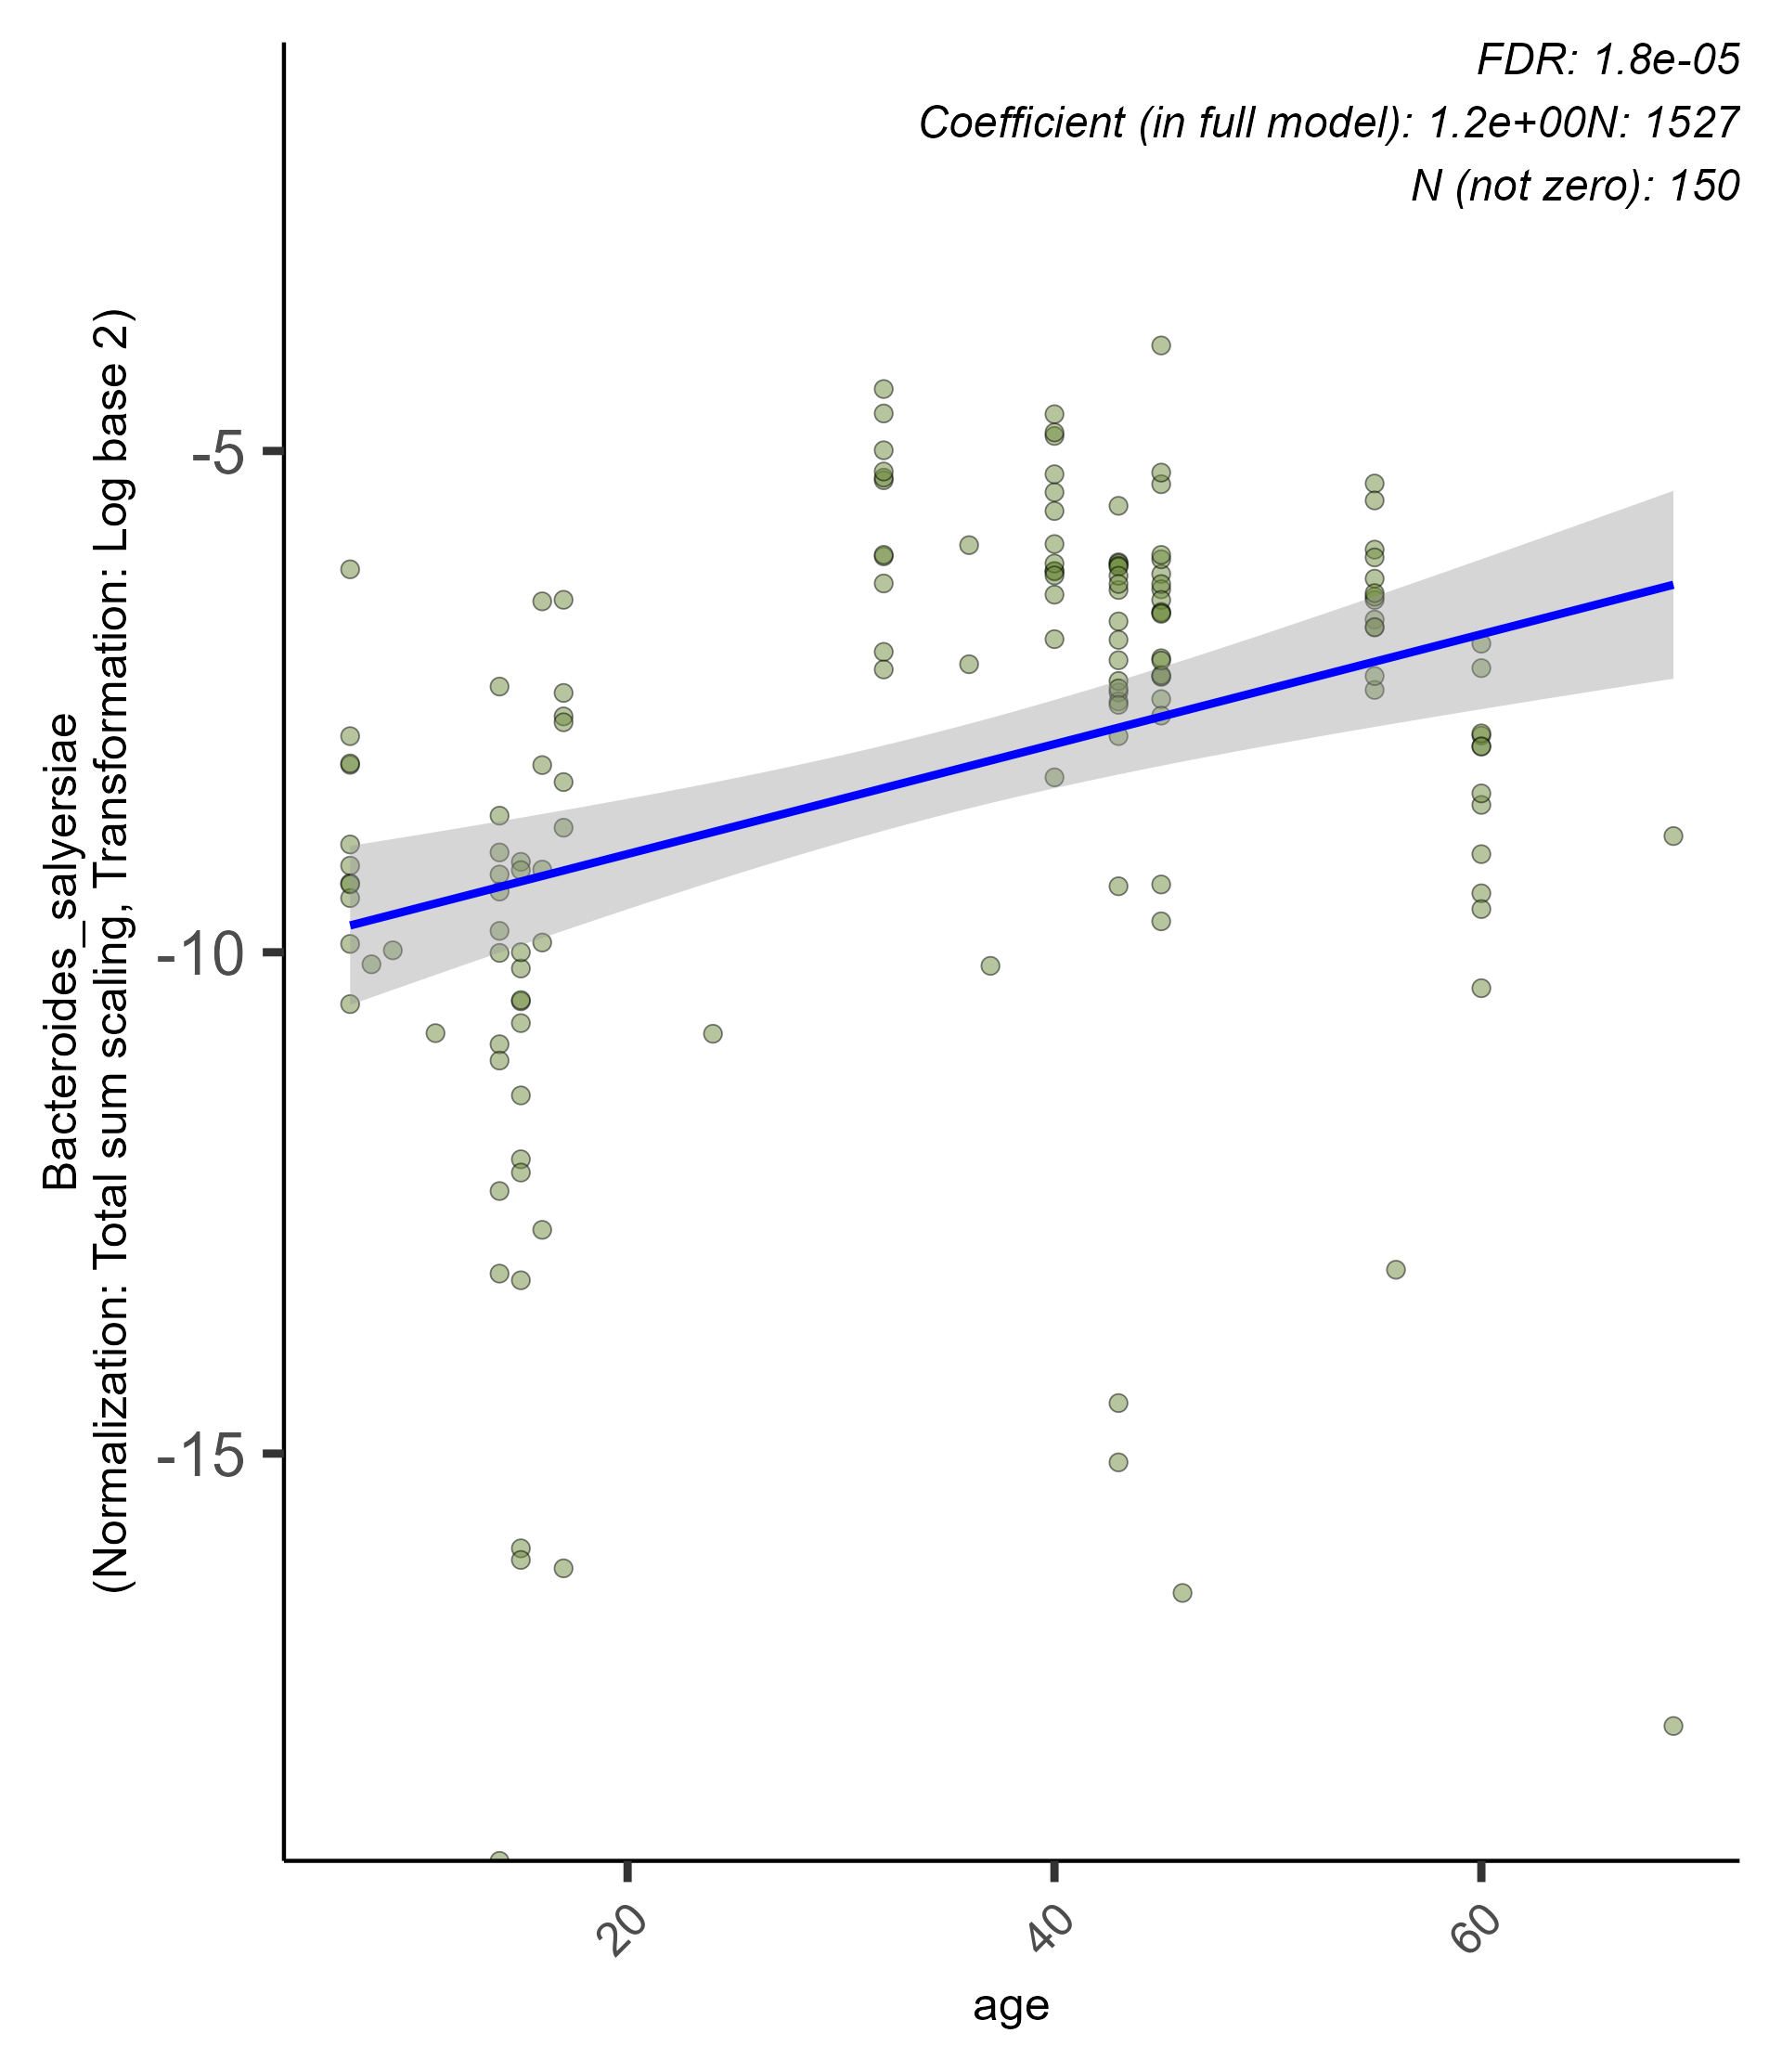 FDR: 1.8e-05
Coefficient (in full model): 1.2e+00N: 1527
N (not zero): 150
Bacteroides_salyersiae
(Normalization: Total sum scaling, Transformation: Log base 2)
-5
-10
-15
20
40
60
age